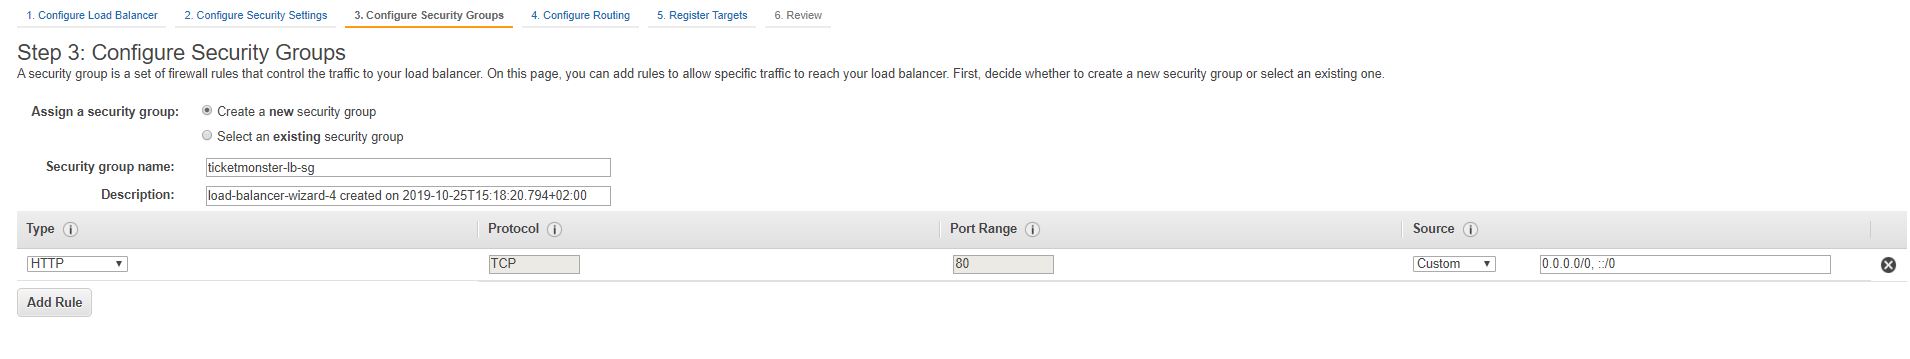 1. Configure Load Balancer 2. Configure Security Settings 3. Configure Security Groups 4. Configure Routing 5. Register Targets 6. Review
Step 3: Configure Security Groups
A security group is a set of firewall rules that control the traffic to your load balancer. On this page, you can add rules to allow specific traffic to reach your load balancer. First, decide whether to create a new security group or select an existing one.
Assign a security group: Create a new security group
Select an existing security group
Security group name: ticketmonster-lb-sg
Description: load-balancer-wizard-4 created on 2019-10-25T15:18:20.794+02:00
Type i Protocol i Port Range i Source i
HTTP TCP 80 Custom 0.0.0.0/0, ::/0
Add Rule